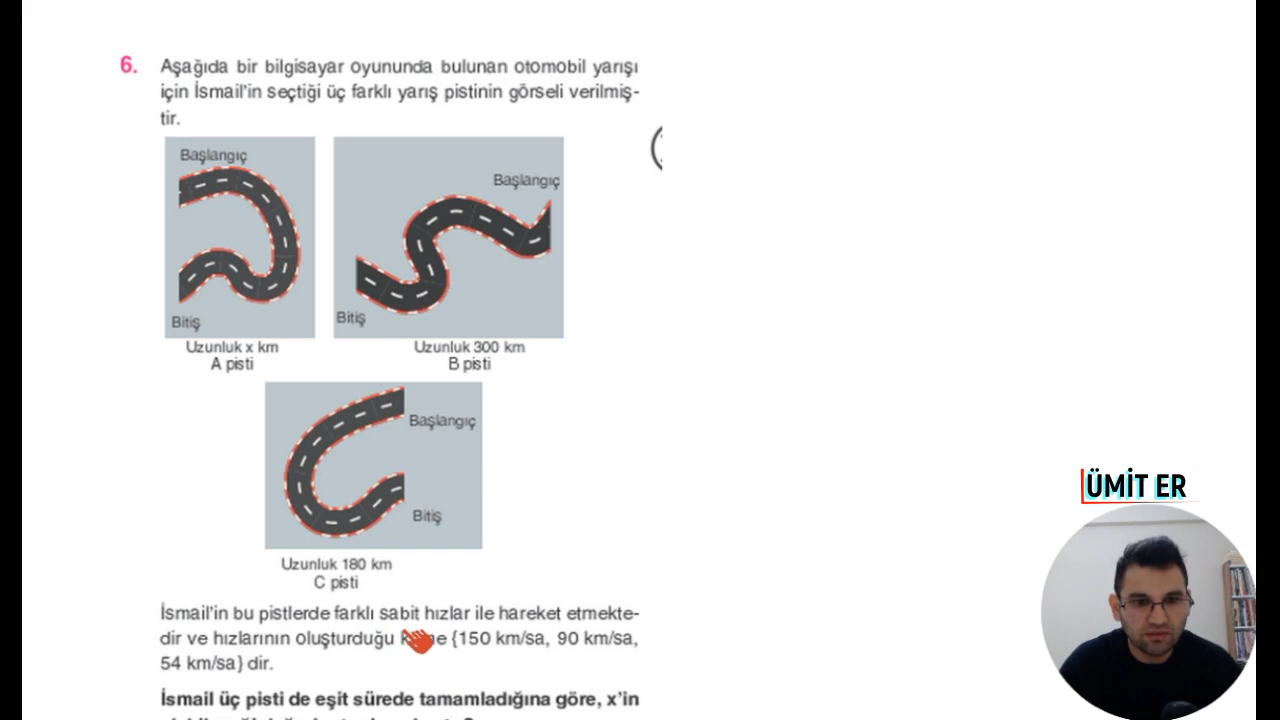 6. Aşağıda bir bilgisayar oyununda bulunan otomobil yarışı
için İsmail'in seçtiği üç farklı yarış pistinin görseli verilmiş-
tir.
Başlangıç
Bitiş
Uzunluk x km
A pisti
Başlangıç
Bitiş
Uzunluk 300 km
B pisti
Başlangıç
Bitiş
Uzunluk 180 km
C pisti
İsmail'in bu pistlerde farklı sabit hızlar ile hareket etmekte-
dir ve hızlarının oluşturduğu {150 km/sa, 90 km/sa,
54 km/sa} dir.
İsmail üç pisti de eşit sürede tamamladığına göre, x'in
ÜMİT ER